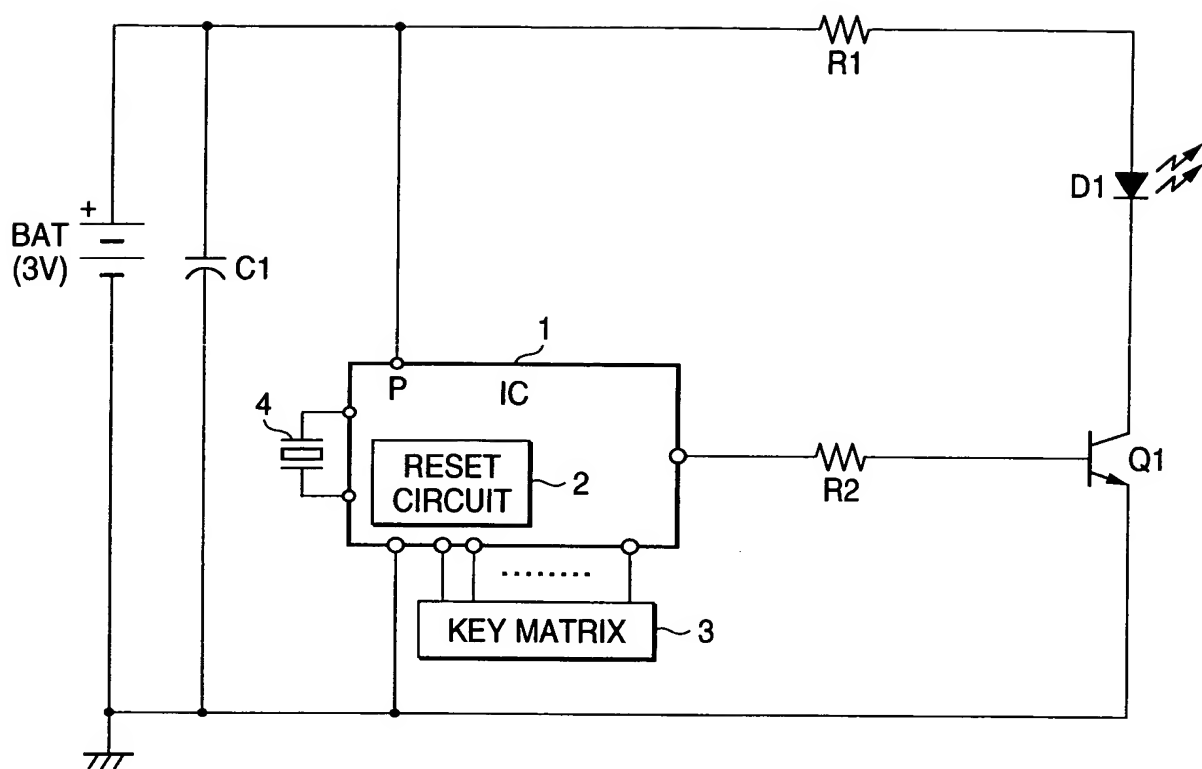 R1
D1
+
BAT
(3V)
C1
1
P
IC
4
RESET
CIRCUIT
2
R2
Q1
KEY MATRIX
3